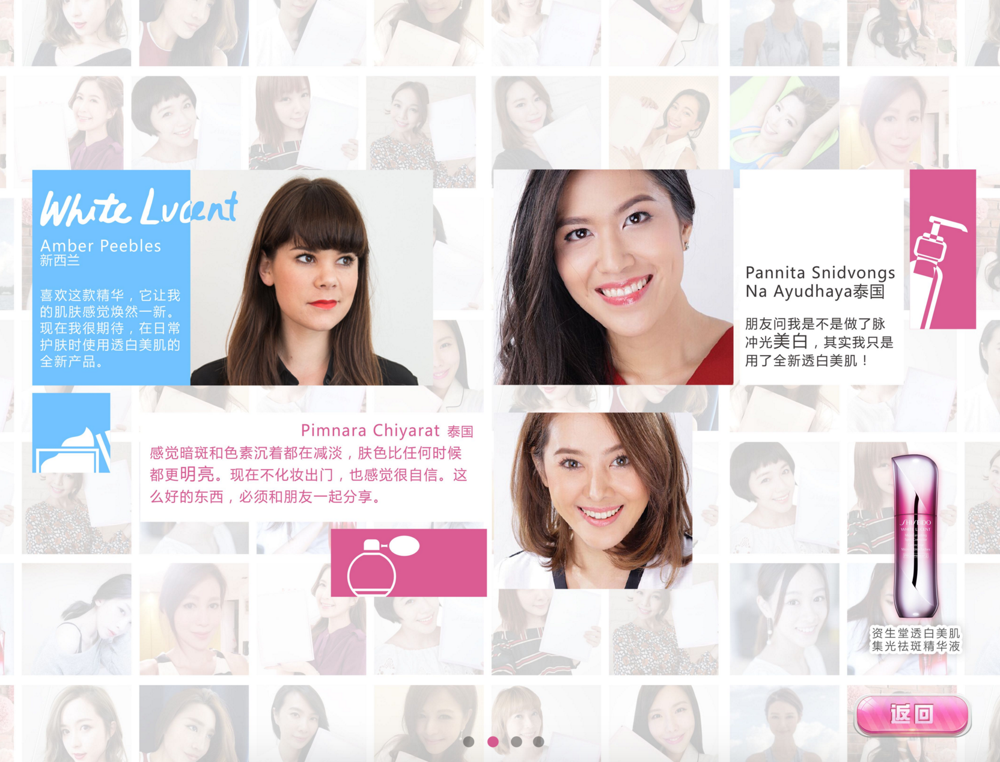 White Lucent
Amber Peebles
新西兰
喜欢这款精华，它让我
的肌肤感觉焕然一新。
现在我很期待，在日常
护肤时使用透白美肌的
全新产品。
Pannita Snidvongs
Na Ayudhaya泰国
朋友问我是不是做了脉
冲光美白，其实我只是
用了全新透白美肌！
Pimnara Chiyarat 泰国
感觉暗斑和色素沉着都在减淡，肤色比任何时候
都更明亮。现在不化妆出门，也感觉很自信。这
么好的东西，必须和朋友一起分享。
SHISEIDO
WHITE LUCENT
资生堂透白美肌
集光祛斑精华液
返回